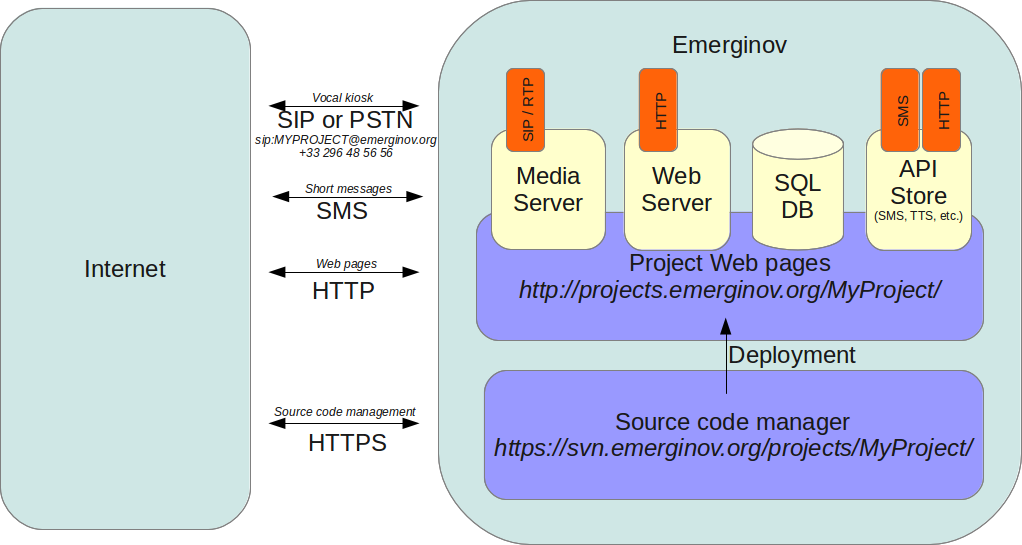 Emerginov
SIP / RTP
HTTP
SMS
HTTP
Vocal kiosk
SIP or PSTN
sip:MYPROJECT@emerginov.org
+33 296 48 56 56
Media
Server
Web
Server
SQL
DB
API
Store
(SMS, TTS, etc.)
Short messages
SMS
Internet
Web pages
HTTP
Project Web pages
http://projects.emerginov.org/MyProject/
Deployment
Source code management
HTTPS
Source code manager
https://svn.emerginov.org/projects/MyProject/